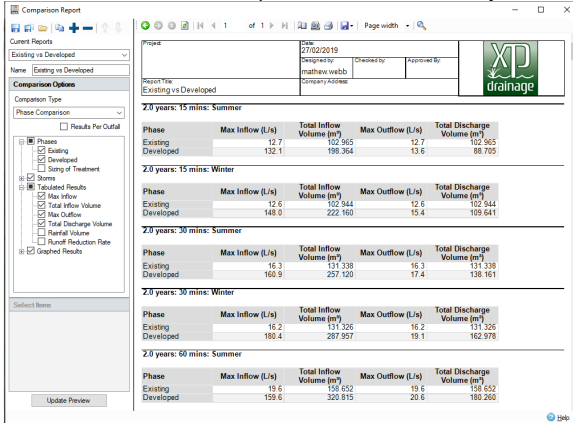 Comparison Report
1 of 1 Page width
Current Reports
Existing vs Developed
Name Existing vs Developed
Comparison Options
Comparison Type
Phase Comparison
Results Per Outfall
Phases
Existing
Developed
Sizing of Treatment
Storms
Tabulated Results
Max Inflow
Total Inflow Volume
Max Outflow
Total Discharge Volume
Rainfall Volume
Runoff Reduction Rate
Graphed Results
Select Items
Update Preview
Project: Date:
27/02/2019
Designed by: Checked by: Approved By:
mathew.webb
Report Title: Company Address:
Existing vs Developed
XP
drainage
2.0 years: 15 mins: Summer
Phase Max Inflow (L/s) Total Inflow Volume (m³) Max Outflow (L/s) Total Discharge Volume (m³)
Existing 12.7 102.965 12.7 102.965
Developed 132.1 198.364 13.6 88.705
2.0 years: 15 mins: Winter
Phase Max Inflow (L/s) Total Inflow Volume (m³) Max Outflow (L/s) Total Discharge Volume (m³)
Existing 12.6 102.944 12.6 102.944
Developed 148.0 222.160 15.4 109.641
2.0 years: 30 mins: Summer
Phase Max Inflow (L/s) Total Inflow Volume (m³) Max Outflow (L/s) Total Discharge Volume (m³)
Existing 16.3 131.338 16.3 131.338
Developed 160.9 257.120 17.4 138.161
2.0 years: 30 mins: Winter
Phase Max Inflow (L/s) Total Inflow Volume (m³) Max Outflow (L/s) Total Discharge Volume (m³)
Existing 16.2 131.326 16.2 131.326
Developed 180.4 287.957 19.1 162.978
2.0 years: 60 mins: Summer
Phase Max Inflow (L/s) Total Inflow Volume (m³) Max Outflow (L/s) Total Discharge Volume (m³)
Existing 19.6 158.652 19.6 158.652
Developed 159.6 320.815 20.6 180.260
Help